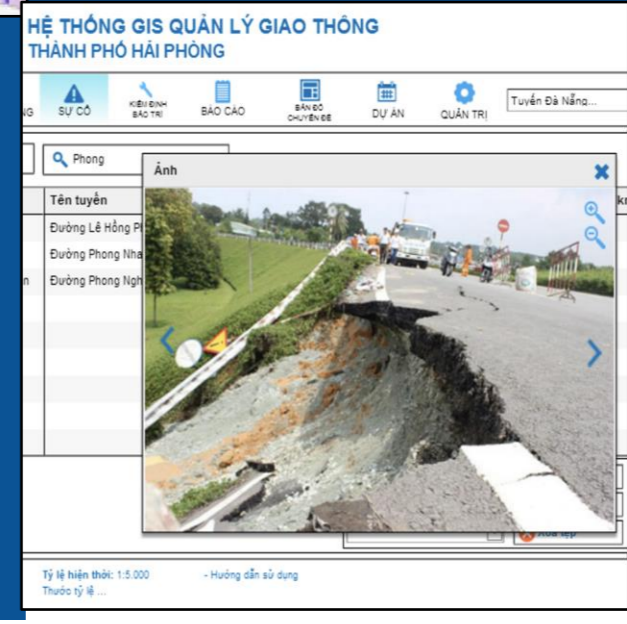 HỆ THỐNG GIS QUẢN LÝ GIAO THÔNG
THÀNH PHỐ HẢI PHÒNG
SỰ CỐ
KIỂM ĐỊNH
BẢO TRÌ
BÁO CÁO
BẢN ĐỒ
CHUYÊN ĐỀ
DỰ ÁN
QUẢN TRỊ
Tuyến Đà Nẵng...
Phong
Ảnh
Tên tuyến
Đường Lê Hồng
Đường Phong Nha
Đường Phong
Tỷ lệ hiện thời: 1:5.000
- Hướng dẫn sử dụng
Thước tỷ lệ ...